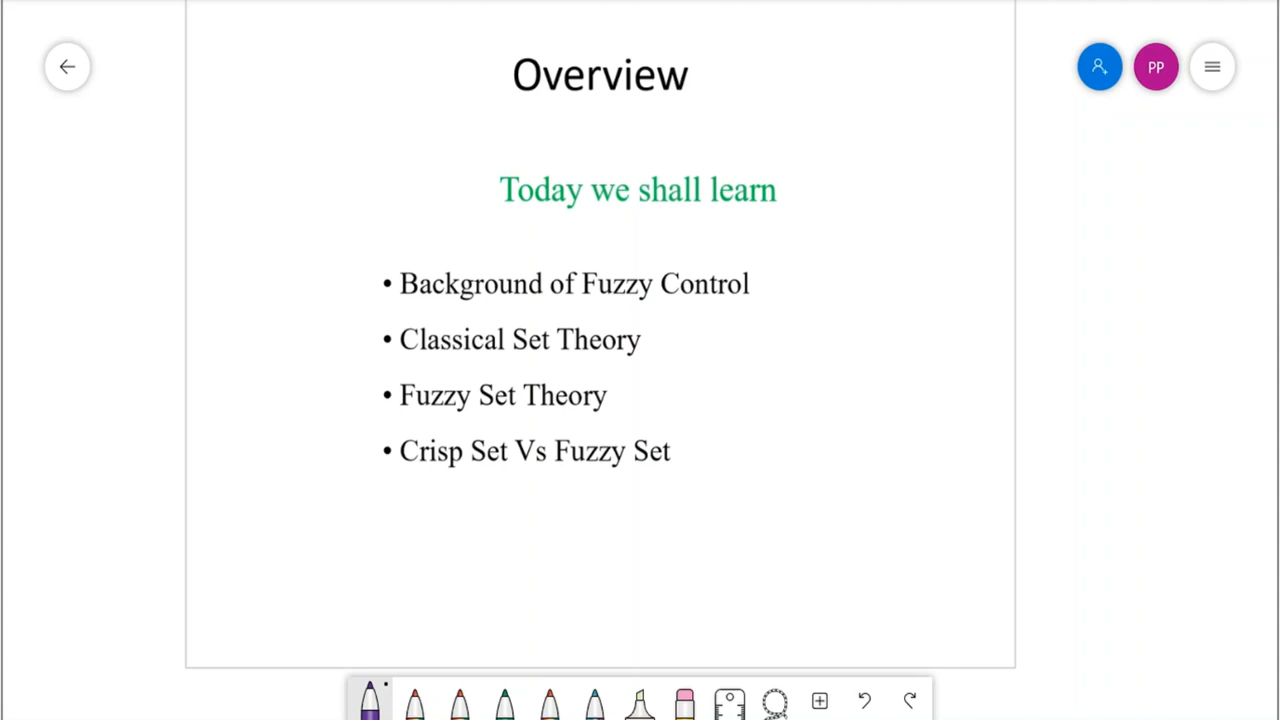 Overview
PP
Today we shall learn
• Background of Fuzzy Control
• Classical Set Theory
• Fuzzy Set Theory
• Crisp Set Vs Fuzzy Set